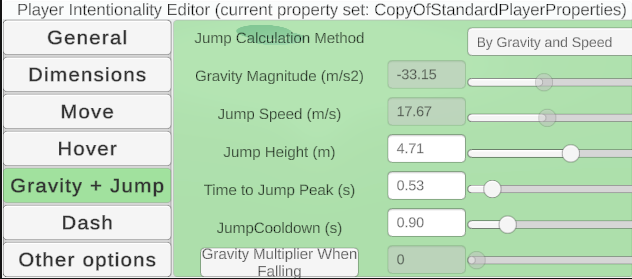 Player Intentionality Editor (current property set: CopyOfStandardPlayerProperties)
General
Jump Calculation Method
By Gravity and Speed
Dimensions
Gravity Magnitude (m/s2)
-33.15
Move
Jump Speed (m/s)
17.67
Hover
Jump Height (m)
4.71
Gravity + Jump
Time to Jump Peak (s)
0.53
Dash
JumpCooldown (s)
0.90
Other options
Gravity Multiplier When
Falling
0